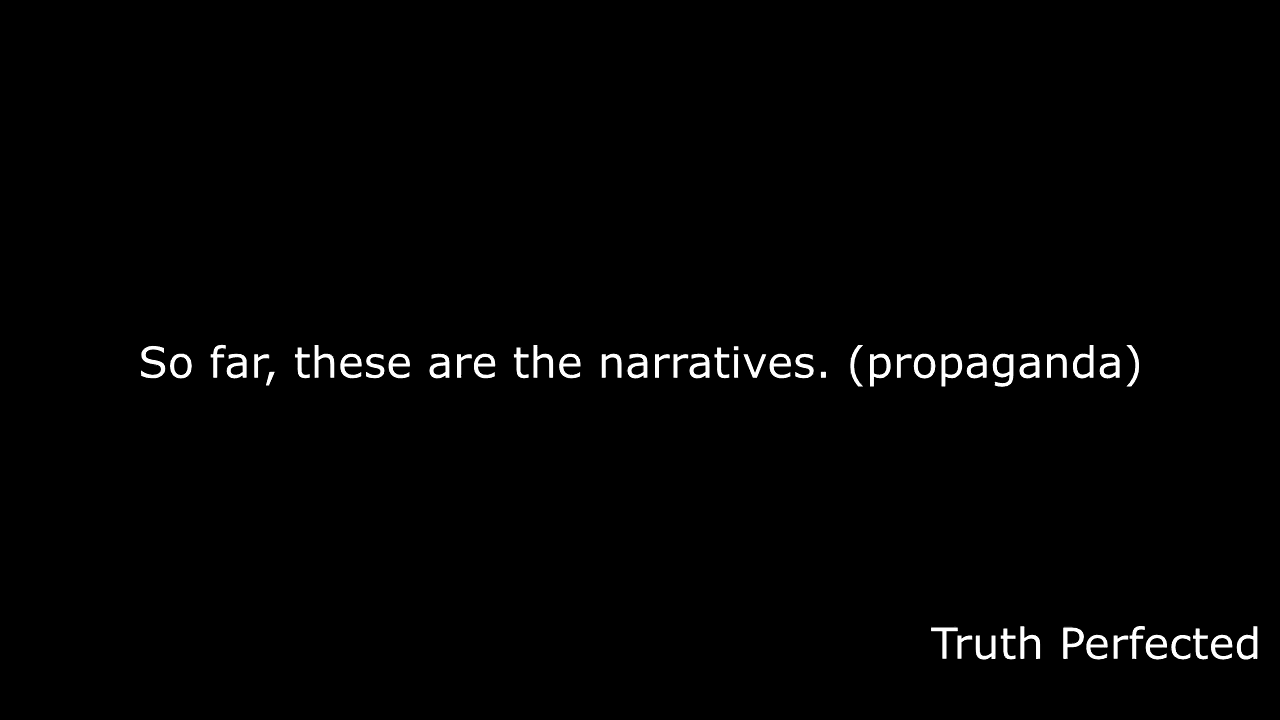 So far, these are the narratives. (propaganda)
Truth Perfected